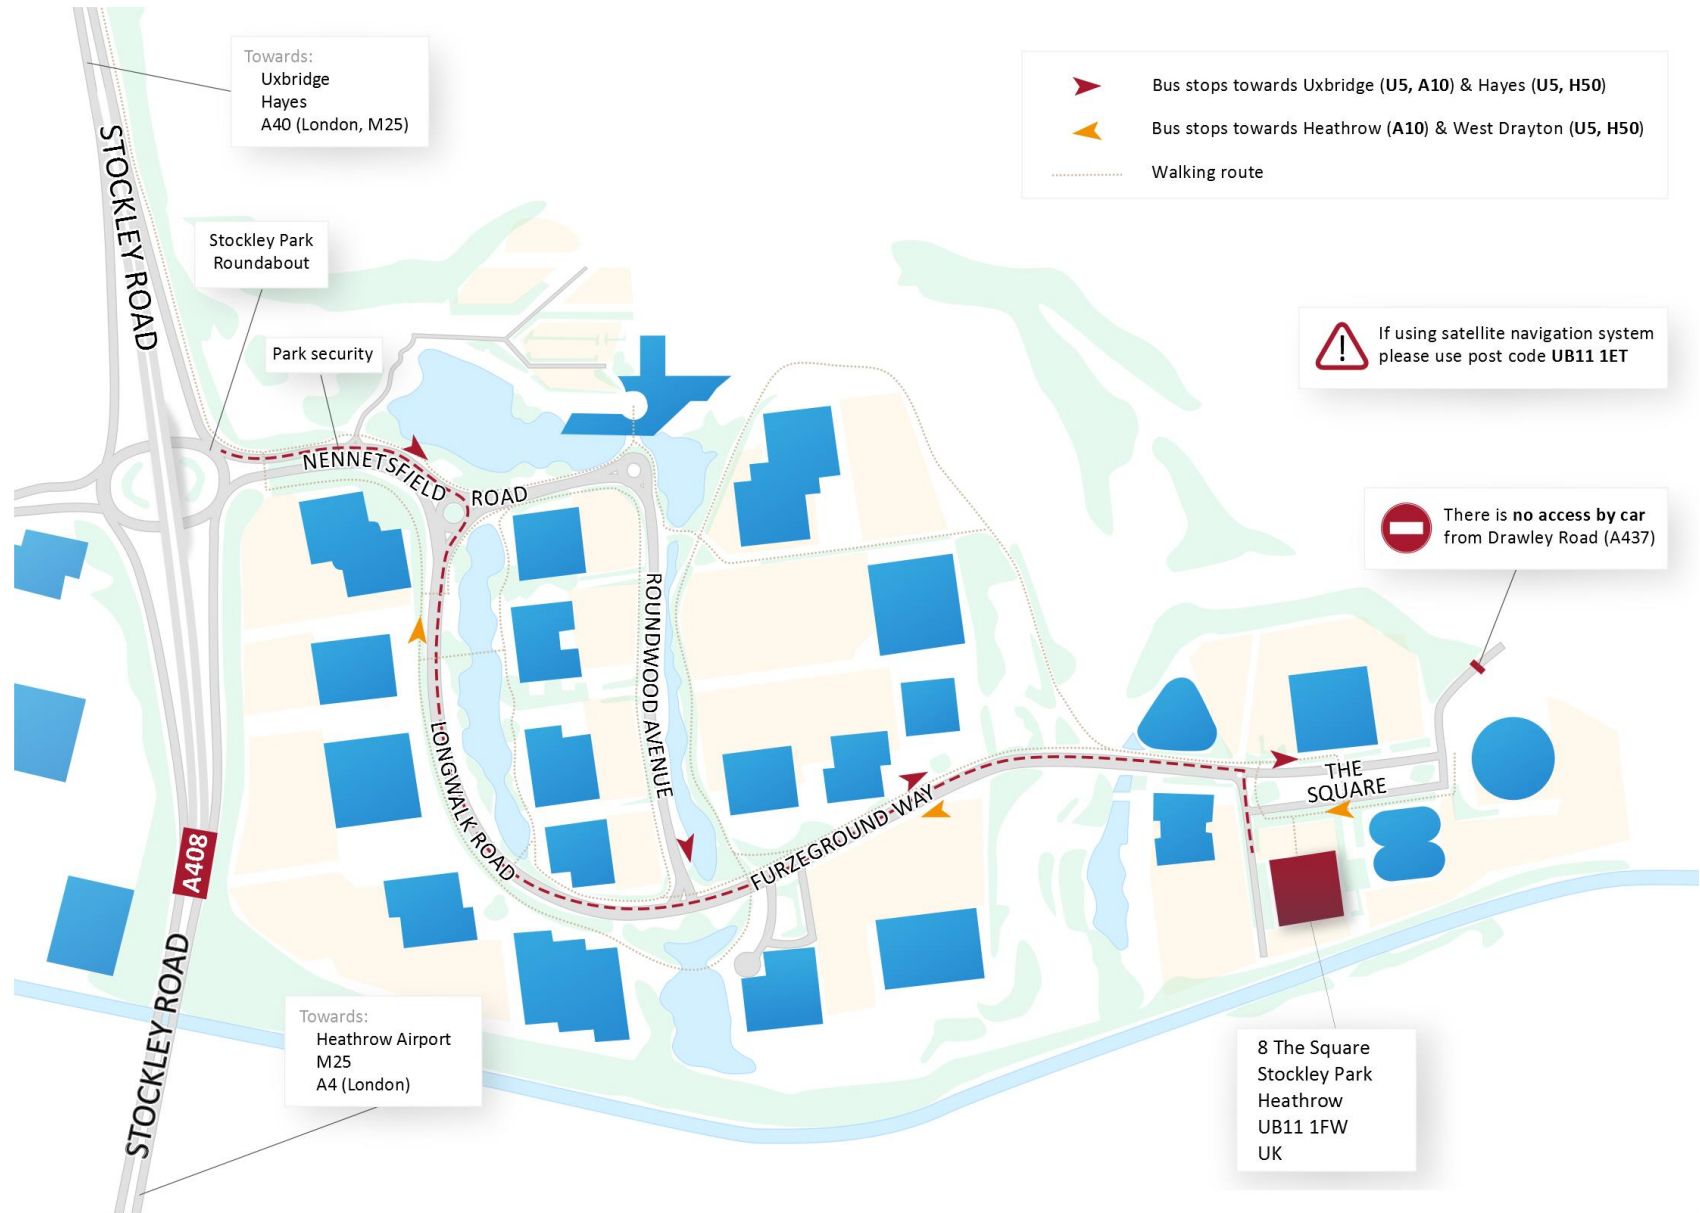 Towards:
Uxbridge
Hayes
A40 (London, M25)
Bus stops towards Uxbridge (U5, A10) & Hayes (U5, H50)
Bus stops towards Heathrow (A10) & West Drayton (U5, H50)
Walking route
STOCKLEY ROAD
Stockley Park
Roundabout
Park security
If using satellite navigation system
please use post code UB11 1ET
NENNETSFIELD ROAD
There is no access by car
from Drawley Road (A437)
ROUNDWOOD AVENUE
LONGWALK ROAD
FURZEGROUND WAY
THE
SQUARE
A408
STOCKLEY ROAD
Towards:
Heathrow Airport
M25
A4 (London)
8 The Square
Stockley Park
Heathrow
UB11 1FW
UK